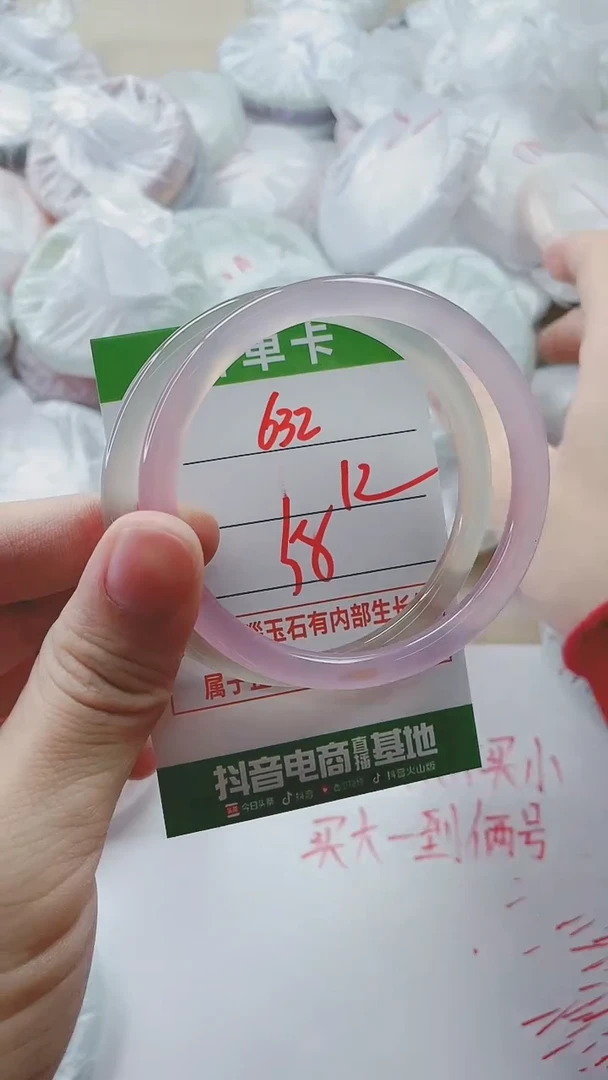 单卡
632
12
58
玉石有内部生长
属于
抖音电商直播基地
今日头条 抖音 抖音火山版
买小
买大一到俩号